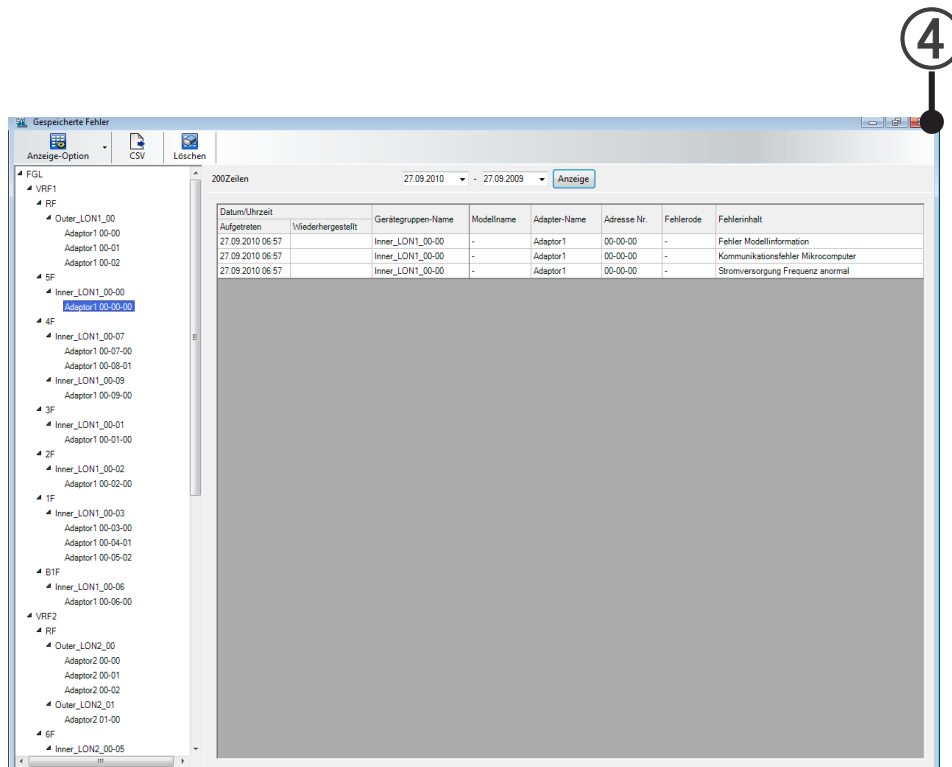 4
Gespeicherte Fehler
Anzeige-Option
CSV
Löschen
FGL
VRF1
RF
Outer_LON1_00
Adaptor1 00-00
Adaptor1 00-01
Adaptor1 00-02
5F
Inner_LON1_00-00
Adaptor1 00-00-00
4F
Inner_LON1_00-07
Adaptor1 00-07-00
Adaptor1 00-08-01
Inner_LON1_00-09
Adaptor1 00-09-00
3F
Inner_LON1_00-01
Adaptor1 00-01-00
2F
Inner_LON1_00-02
Adaptor1 00-02-00
1F
Inner_LON1_00-03
Adaptor1 00-03-00
Adaptor1 00-04-01
Adaptor1 00-05-02
B1F
Inner_LON1_00-06
Adaptor1 00-06-00
VRF2
RF
Outer_LON2_00
Adaptor2 00-00
Adaptor2 00-01
Adaptor2 00-02
Outer_LON2_01
Adaptor2 01-00
6F
Inner_LON2_00-05
200Zeilen 27.09.2010 - 27.09.2009 Anzeige
Datum/Uhrzeit Gerätegruppen-Name Modellname Adapter-Name Adresse Nr. Fehlerode Fehlerinhalt
Aufgetreten Wiederhergestellt
27.09.2010 06:57 Inner_LON1_00-00 - Adaptor1 00-00-00 - Fehler Modellinformation
27.09.2010 06:57 Inner_LON1_00-00 - Adaptor1 00-00-00 - Kommunikationsfehler Mikrocomputer
27.09.2010 06:57 Inner_LON1_00-00 - Adaptor1 00-00-00 - Stromversorgung Frequenz anormal